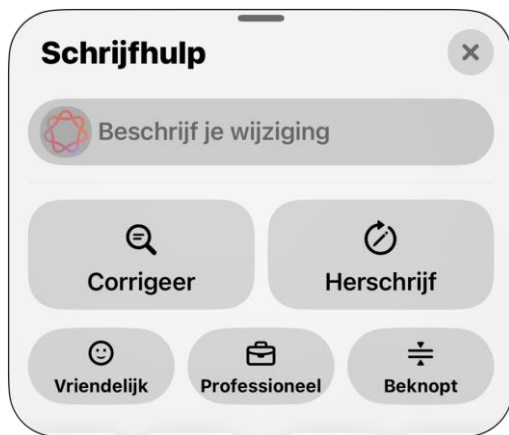 Schrijfhulp
Beschrijf je wijziging
Corrigeer
Herschrijf
Vriendelijk
Professioneel
Beknopt